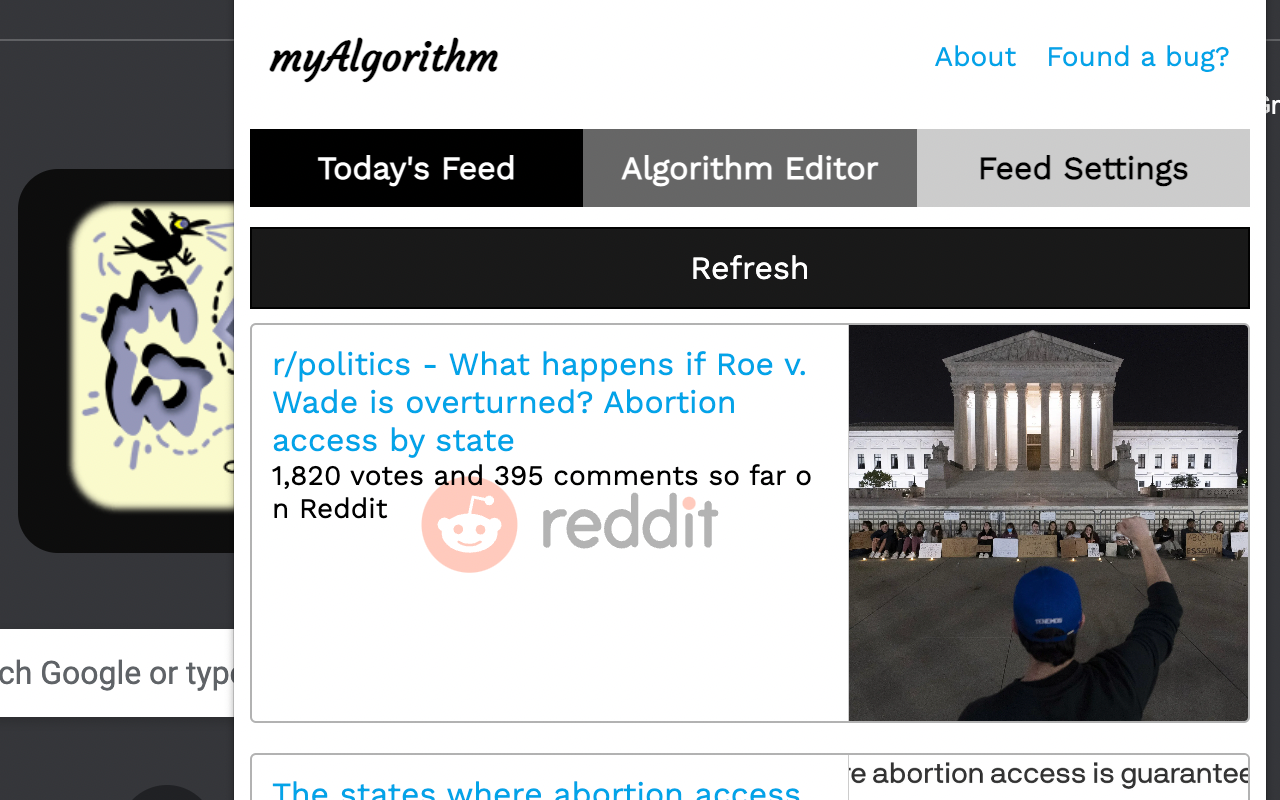 myAlgorithm
About Found a bug?
Today's Feed Algorithm Editor Feed Settings
Refresh
r/politics - What happens if Roe v.
Wade is overturned? Abortion
access by state
1,820 votes and 395 comments so far o
n Reddit
reddit
ch Google or type
The states where abortion access
re abortion access is guarantee